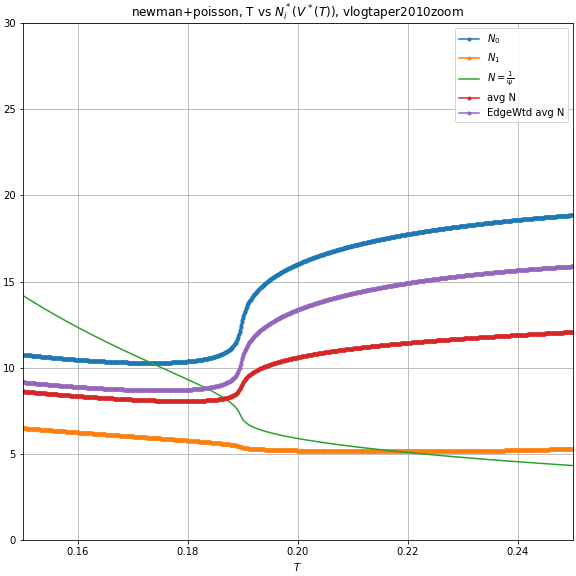 newman+poisson, T vs $N_i^*(V^*(T))$, vlogtaper2010zoom
30
25
20
15
10
5
0
$N_0$
$N_1$
$N = \frac{1}{\Psi}$
avg N
EdgeWtd avg N
0.16 0.18 0.20 0.22 0.24
T